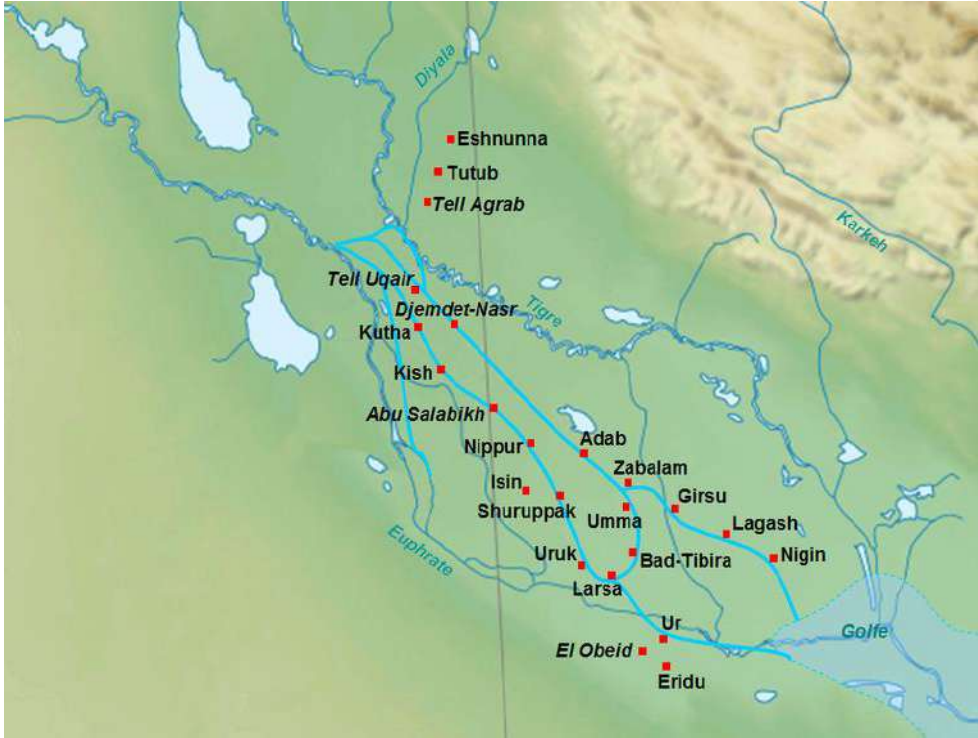 Diyala
Eshnunna
Tutub
Tell Agrab
Karkeh
Tell Uqair
Djemdet-Nasr
Tigre
Kutha
Kish
Abu Salabikh
Nippur
Adab
Zabalam
Isin
Girsu
Shuruppak
Umma
Lagash
Euphrate
Uruk
Bad-Tibira
Nigin
Larsa
Ur
Golfe
El Obeid
Eridu